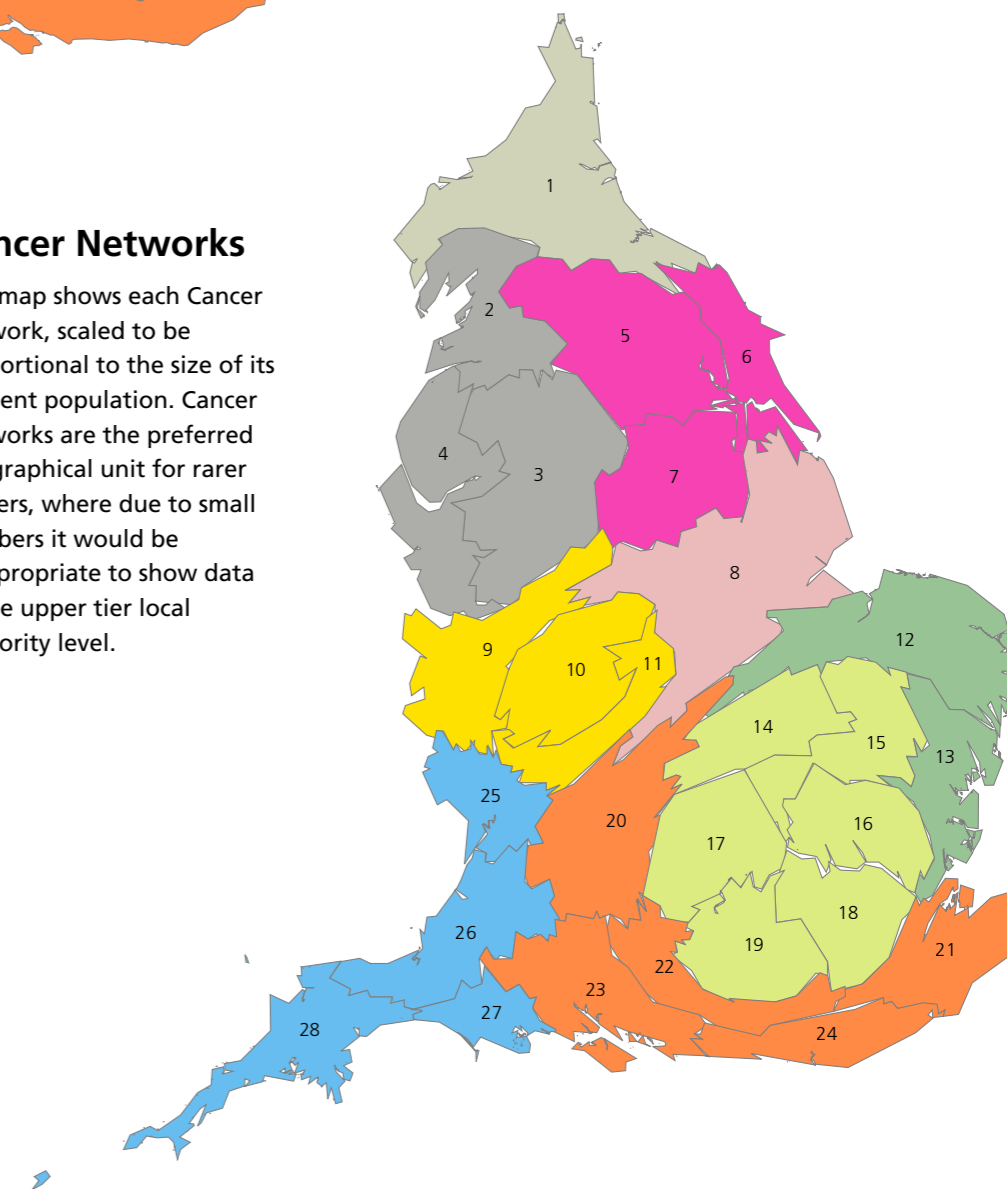 ncer Networks
map shows each Cancer
work, scaled to be
ortional to the size of its
ent population. Cancer
works are the preferred
graphical unit for rarer
ers, where due to small
bers it would be
propriate to show data
e upper tier local
ority level.
1
2
5
6
4
3
7
8
9
10
11
12
14
15
13
25
20
17
16
18
26
19
22
21
23
27
28
24